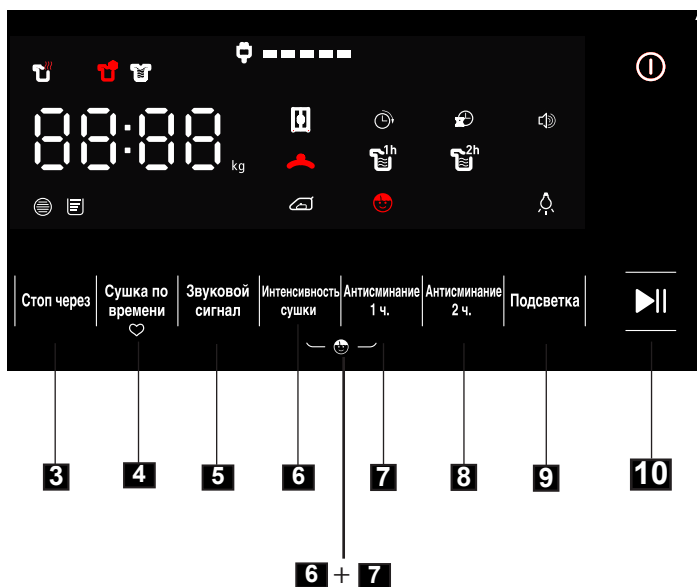 88:88
kg
1h
2h
Стоп через
Сушка по
времени
Звуковой
сигнал
Интенсивность
сушки
Антисминание
1 ч.
Антисминание
2 ч.
Подсветка
3
4
5
6
7
8
9
10
6 + 7